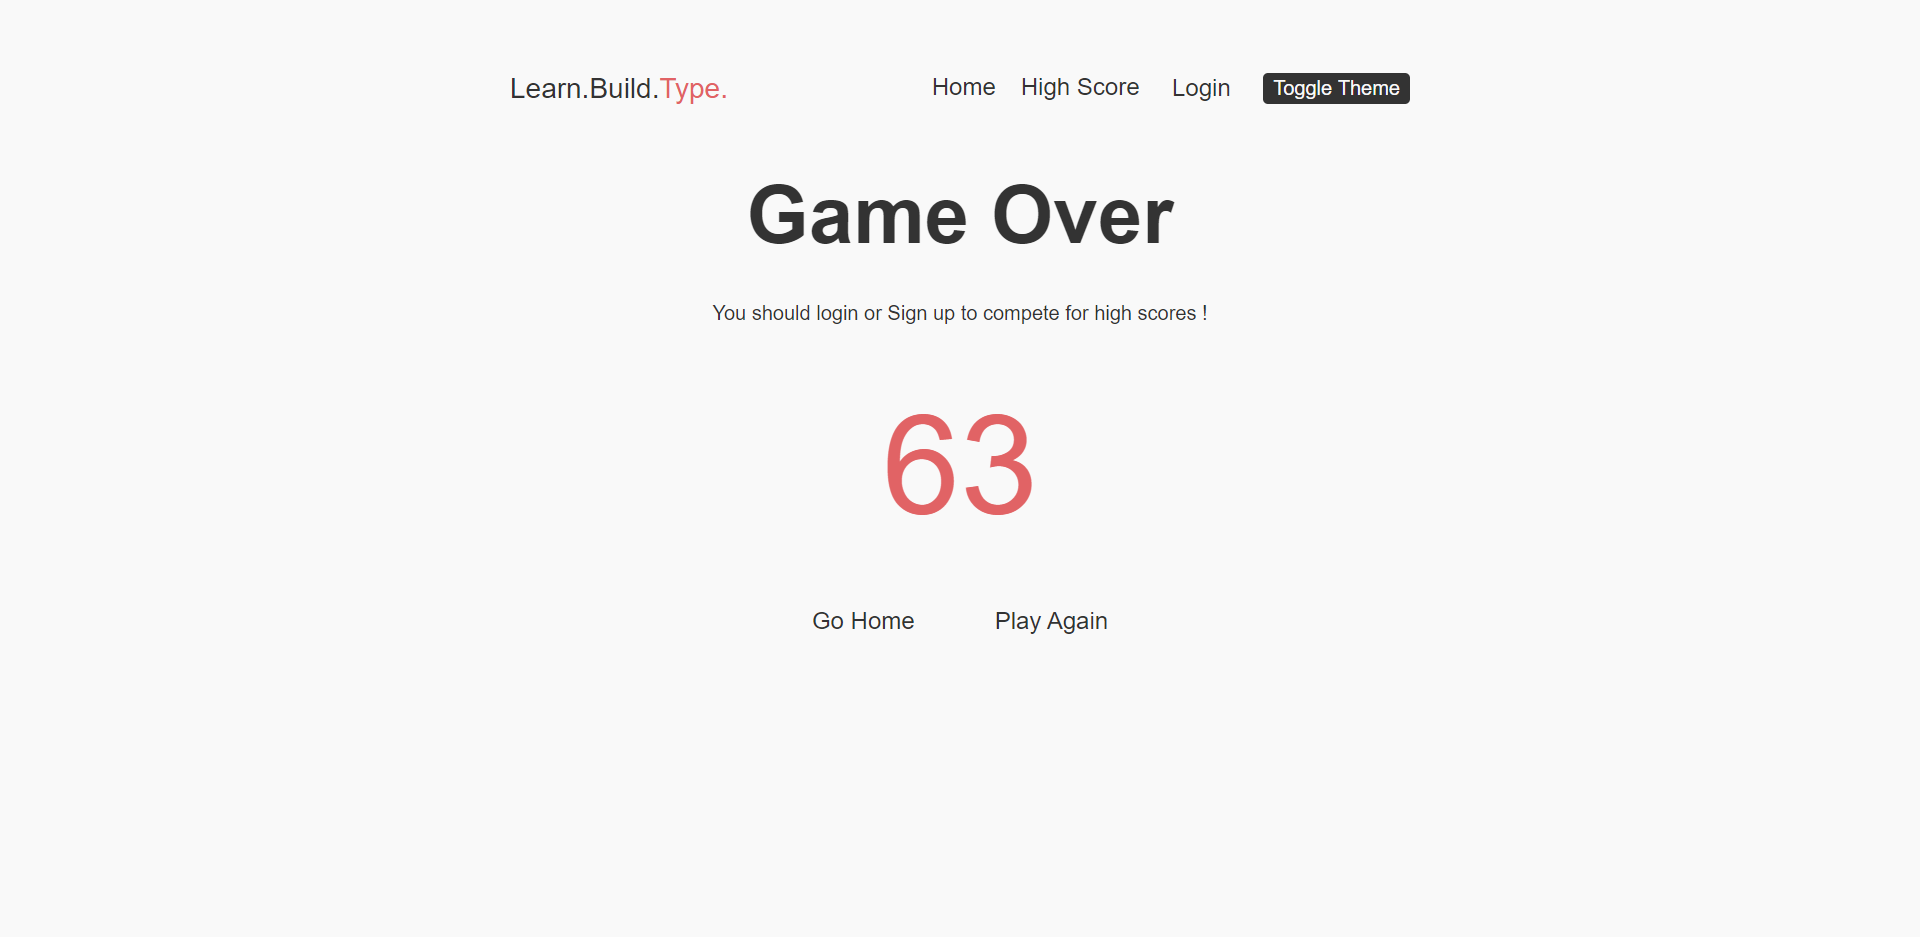 Learn.Build.Type.
Home High Score Login Toggle Theme
Game Over
You should login or Sign up to compete for high scores !
63
Go Home Play Again